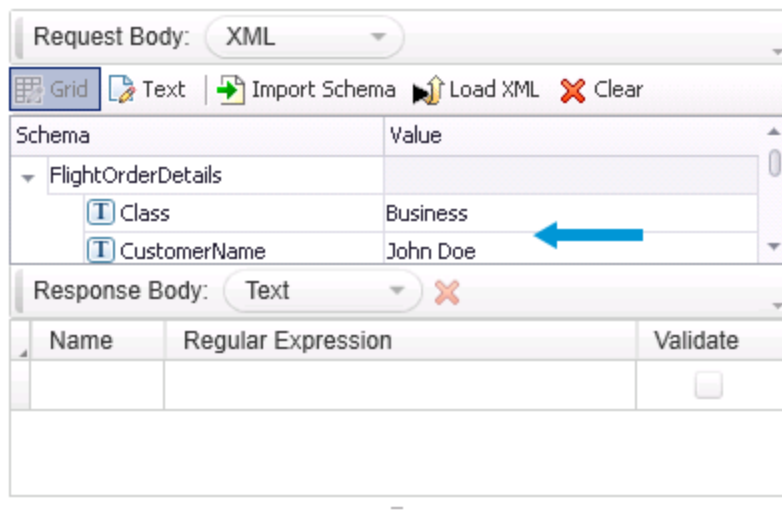 Request Body: XML
Grid Text Import Schema Load XML Clear
Schema Value
FlightOrderDetails
T Class Business
T CustomerName John Doe
Response Body: Text
Name Regular Expression Validate